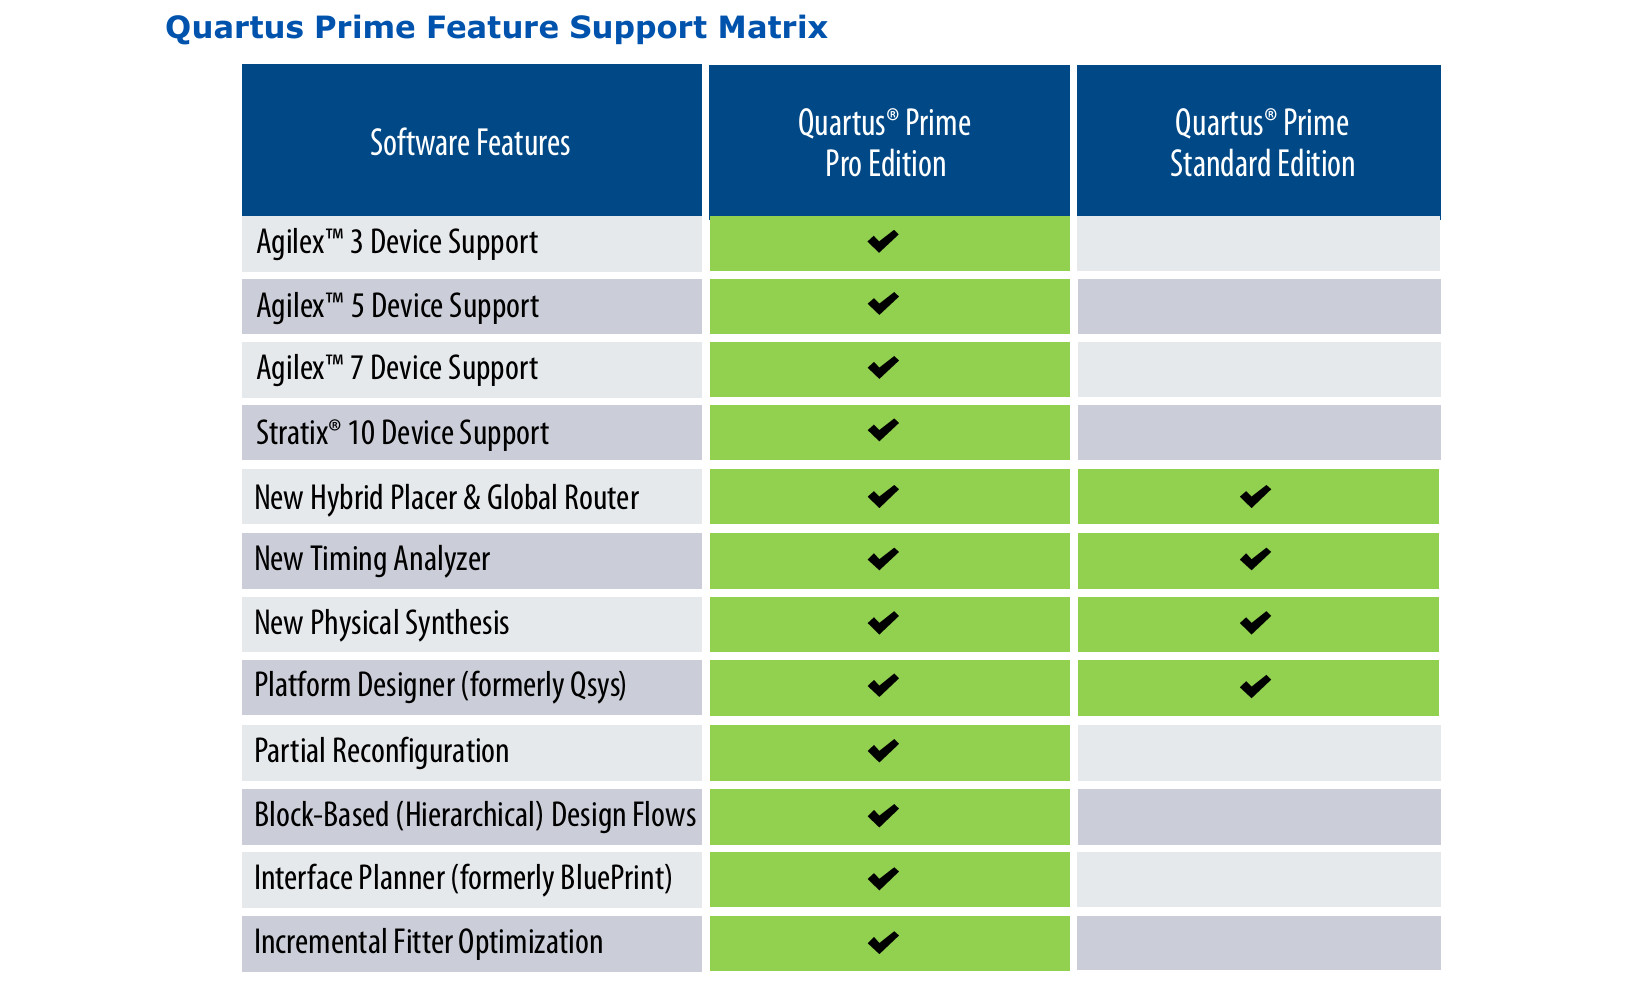 Quartus Prime Feature Support Matrix
Software Features
Quartus® Prime
Pro Edition
Quartus® Prime
Standard Edition
Agilex™ 3 Device Support
Agilex™ 5 Device Support
Agilex™ 7 Device Support
Stratix® 10 Device Support
New Hybrid Placer & Global Router
New Timing Analyzer
New Physical Synthesis
Platform Designer (formerly Qsys)
Partial Reconfiguration
Block-Based (Hierarchical) Design Flows
Interface Planner (formerly BluePrint)
Incremental Fitter Optimization